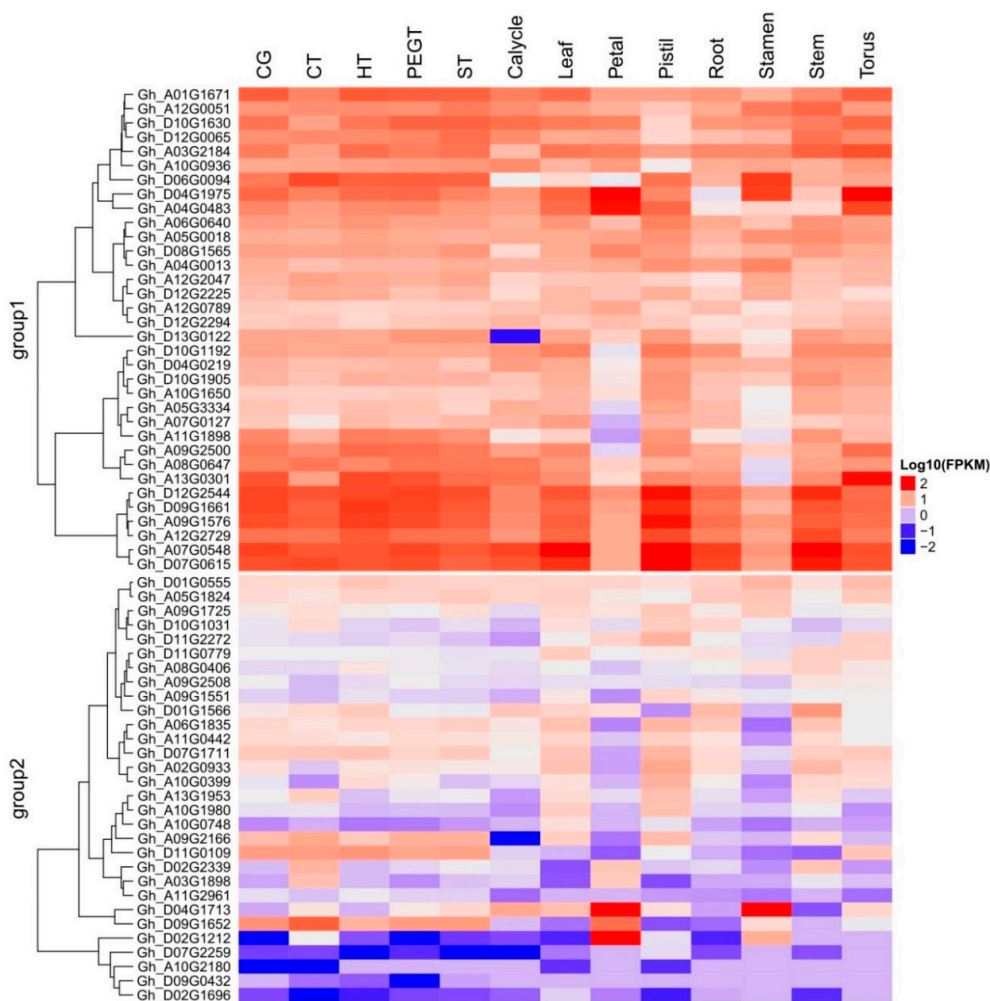 CG CT HT PEGT ST Calycle Leaf Petal Pistil Root Stamen Stem Torus
group1
Gh_A01G1671
Gh_A12G0051
Gh_D10G1630
Gh_D12G0065
Gh_A03G2184
Gh_A10G0936
Gh_D06G0094
Gh_D04G1975
Gh_A04G0483
Gh_A06G0640
Gh_A05G0018
Gh_D08G1565
Gh_A04G0013
Gh_A12G2047
Gh_D12G2225
Gh_A12G0789
Gh_D12G2294
Gh_D13G0122
Gh_D10G1192
Gh_D04G0219
Gh_D10G1905
Gh_A10G1650
Gh_A05G3334
Gh_A07G0127
Gh_A11G1898
Gh_A09G2500
Gh_A08G0647
Gh_A13G0301
Gh_D12G2544
Gh_D09G1661
Gh_A09G1576
Gh_A12G2729
Gh_A07G0548
Gh_D07G0615
group2
Gh_D01G0555
Gh_A05G1824
Gh_A09G1725
Gh_D10G1031
Gh_D11G2272
Gh_D11G0779
Gh_A08G0406
Gh_A09G2508
Gh_A09G1551
Gh_D01G1566
Gh_A06G1835
Gh_A11G0442
Gh_D07G1711
Gh_A02G0933
Gh_A10G0399
Gh_A13G1953
Gh_A10G1980
Gh_A10G0748
Gh_A09G2166
Gh_D11G0109
Gh_D02G2339
Gh_A03G1898
Gh_A11G2961
Gh_D04G1713
Gh_D09G1652
Gh_D02G1212
Gh_D07G2259
Gh_A10G2180
Gh_D09G0432
Gh_D02G1696
Log10(FPKM)
2
1
0
−1
−2